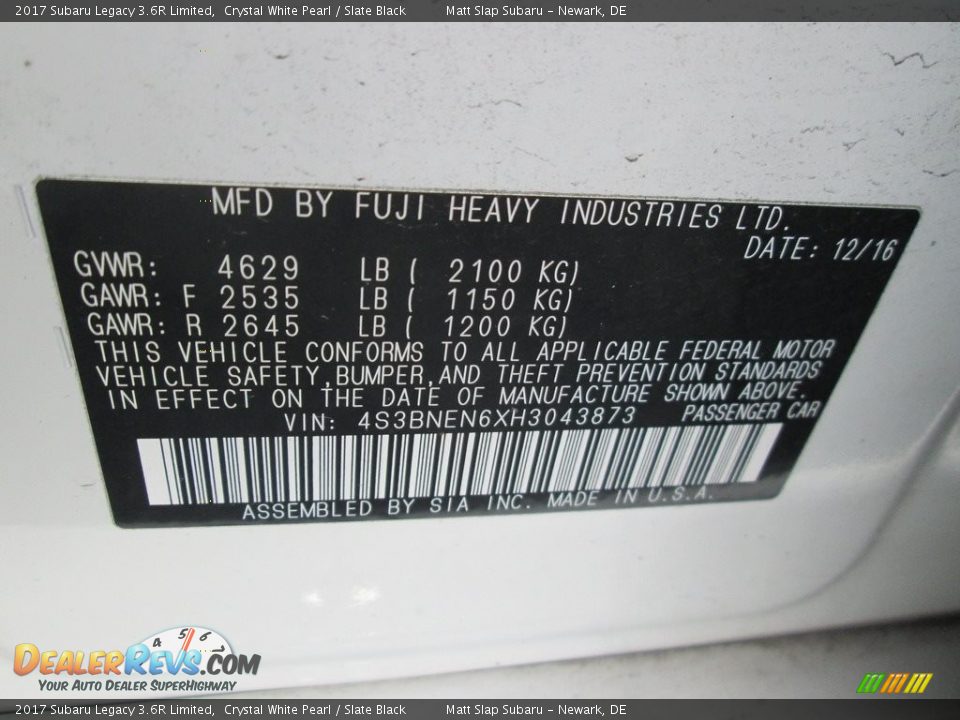 2017 Subaru Legacy 3.6R Limited, Crystal White Pearl / Slate Black Matt Slap Subaru - Newark, DE
MFD BY FUJI HEAVY INDUSTRIES LTD.
DATE: 12/16
GVWR: 4629 LB ( 2100 KG)
GAWR: F 2535 LB ( 1150 KG)
GAWR: R 2645 LB ( 1200 KG)
THIS VEHICLE CONFORMS TO ALL APPLICABLE FEDERAL MOTOR
VEHICLE SAFETY,BUMPER,AND THEFT PREVENTION STANDARDS
IN EFFECT ON THE DATE OF MANUFACTURE SHOWN ABOVE.
VIN: 4S3BNEN6XH3043873 PASSENGER CAR
ASSEMBLED BY SIA INC. MADE IN U.S.A.
4 5 6
DEALERREVS.COM
YOUR AUTO DEALER SUPERHIGHWAY
2017 Subaru Legacy 3.6R Limited, Crystal White Pearl / Slate Black Matt Slap Subaru - Newark, DE